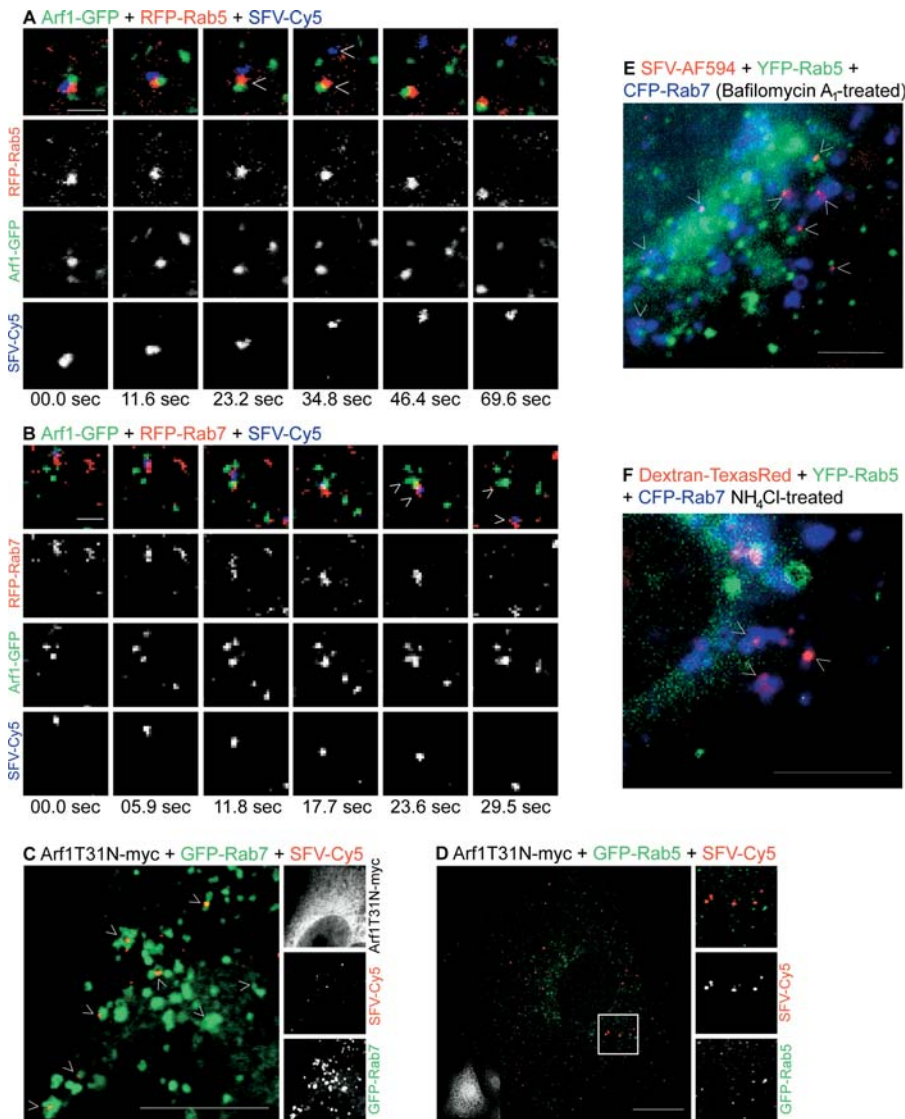 A Arf1-GFP + RFP-Rab5 + SFV-Cy5
RFP-Rab5
Arf1-GFP
SFV-Cy5
00.0 sec 11.6 sec 23.2 sec 34.8 sec 46.4 sec 69.6 sec
B Arf1-GFP + RFP-Rab7 + SFV-Cy5
RFP-Rab7
Arf1-GFP
SFV-Cy5
00.0 sec 05.9 sec 11.8 sec 17.7 sec 23.6 sec 29.5 sec
C Arf1T31N-myc + GFP-Rab7 + SFV-Cy5
Arf1T31N-myc
SFV-Cy5
GFP-Rab7
D Arf1T31N-myc + GFP-Rab5 + SFV-Cy5
SFV-Cy5
GFP-Rab5
E SFV-AF594 + YFP-Rab5 +
CFP-Rab7 (Bafilomycin A₁-treated)
F Dextran-TexasRed + YFP-Rab5
+ CFP-Rab7 NH₄Cl-treated